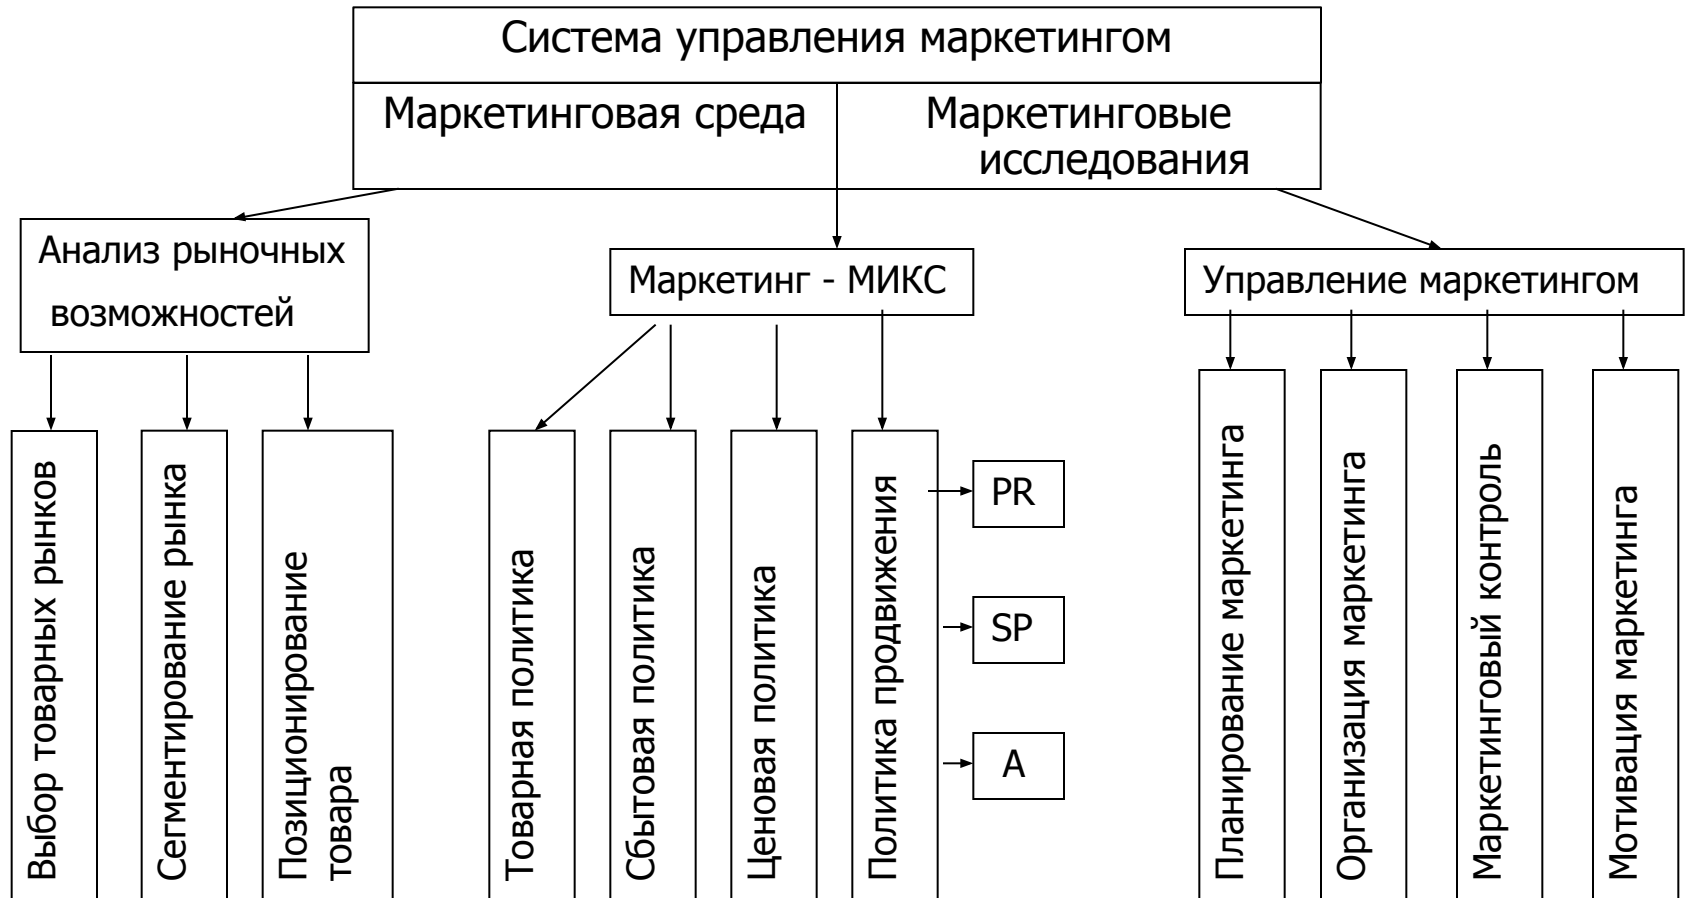 Система управления маркетингом
Маркетинговая среда
Маркетинговые
исследования
Анализ рыночных
возможностей
Маркетинг - МИКС
Управление маркетингом
Выбор товарных рынков
Сегментирование рынка
Позиционирование
товара
Товарная политика
Сбытовая политика
Ценовая политика
Политика продвижения
PR
SP
A
Планирование маркетинга
Организация маркетинга
Маркетинговый контроль
Мотивация маркетинга